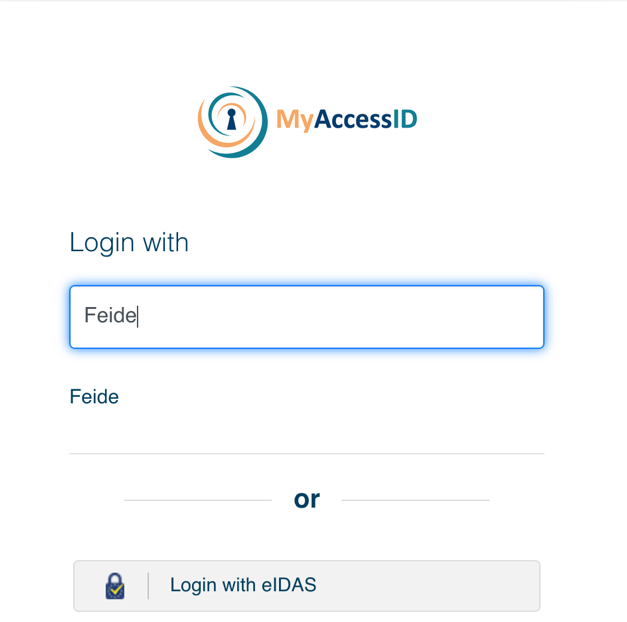 MyAccessID
Login with
Feide
Feide
or
Login with eIDAS